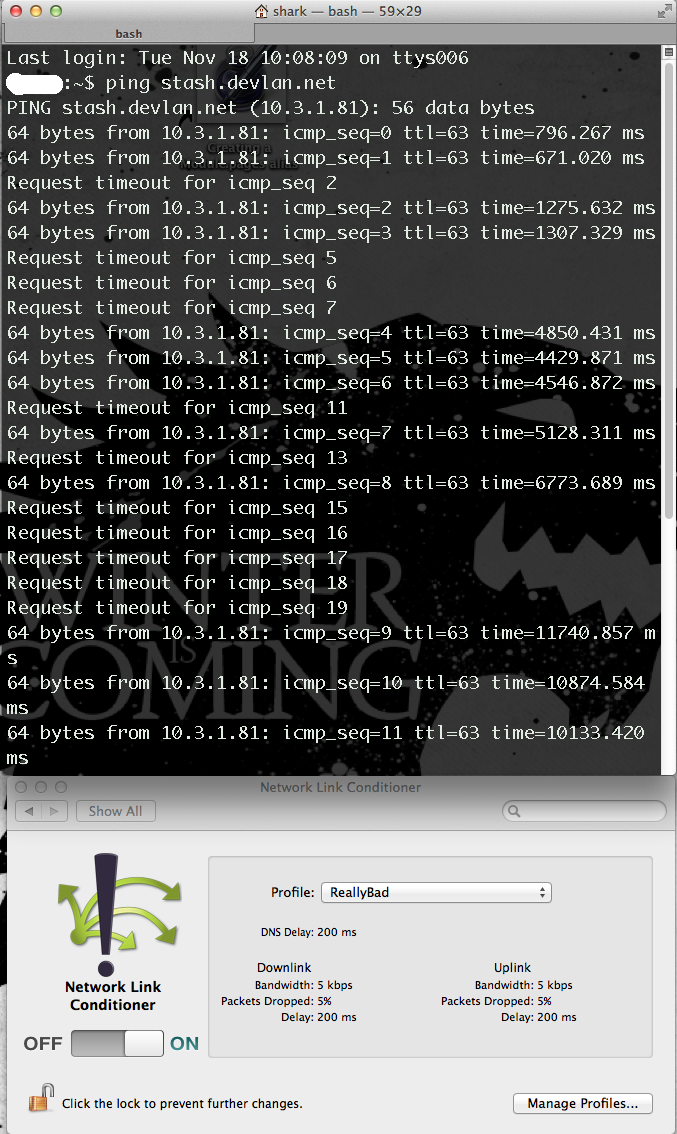 shark — bash — 59×29
bash
Last login: Tue Nov 18 10:08:09 on ttys006
:~$ ping stash.devlan.net
PING stash.devlan.net (10.3.1.81): 56 data bytes
64 bytes from 10.3.1.81: icmp_seq=0 ttl=63 time=796.267 ms
64 bytes from 10.3.1.81: icmp_seq=1 ttl=63 time=671.020 ms
Request timeout for icmp_seq 2
64 bytes from 10.3.1.81: icmp_seq=2 ttl=63 time=1275.632 ms
64 bytes from 10.3.1.81: icmp_seq=3 ttl=63 time=1307.329 ms
Request timeout for icmp_seq 5
Request timeout for icmp_seq 6
Request timeout for icmp_seq 7
64 bytes from 10.3.1.81: icmp_seq=4 ttl=63 time=4850.431 ms
64 bytes from 10.3.1.81: icmp_seq=5 ttl=63 time=4429.871 ms
64 bytes from 10.3.1.81: icmp_seq=6 ttl=63 time=4546.872 ms
Request timeout for icmp_seq 11
64 bytes from 10.3.1.81: icmp_seq=7 ttl=63 time=5128.311 ms
Request timeout for icmp_seq 13
64 bytes from 10.3.1.81: icmp_seq=8 ttl=63 time=6773.689 ms
Request timeout for icmp_seq 15
Request timeout for icmp_seq 16
Request timeout for icmp_seq 17
Request timeout for icmp_seq 18
Request timeout for icmp_seq 19
64 bytes from 10.3.1.81: icmp_seq=9 ttl=63 time=11740.857 m
s
64 bytes from 10.3.1.81: icmp_seq=10 ttl=63 time=10874.584
ms
64 bytes from 10.3.1.81: icmp_seq=11 ttl=63 time=10133.420
ms
WINTER
IS
COMING
Network Link Conditioner
Show All
Profile: ReallyBad
DNS Delay: 200 ms
Downlink Uplink
Bandwidth: 5 kbps Bandwidth: 5 kbps
Packets Dropped: 5% Packets Dropped: 5%
Delay: 200 ms Delay: 200 ms
Network Link
Conditioner
OFF ON
Click the lock to prevent further changes.
Manage Profiles...